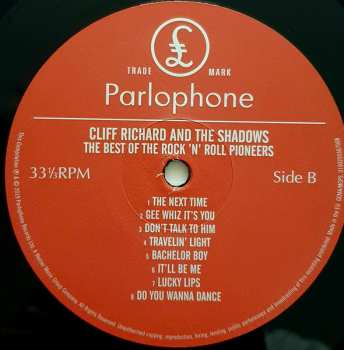 £
TRADE MARK
Parlophone
CLIFF RICHARD AND THE SHADOWS
THE BEST OF THE ROCK 'N' ROLL PIONEERS
33⅓RPM
Side B
1 THE NEXT TIME
2 GEE WHIZ IT'S YOU
3 DON'T TALK TO HIM
4 TRAVELIN' LIGHT
5 BACHELOR BOY
6 IT'LL BE ME
7 LUCKY LIPS
8 DO YOU WANNA DANCE